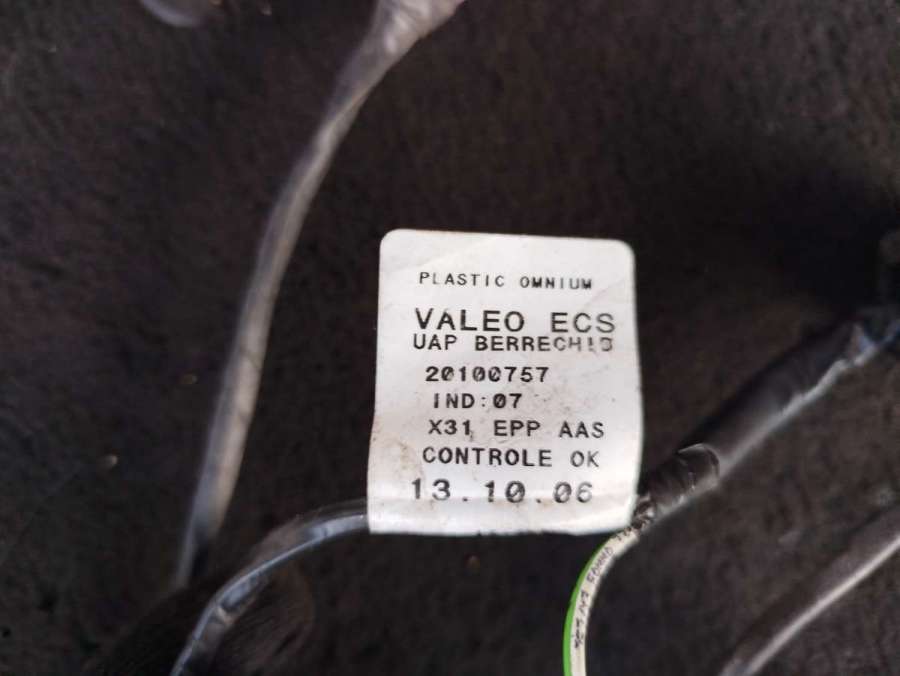 PLASTIC OMNIUM
VALEO ECS
UAP BERRECHID
20100757
IND:07
X31 EPP AAS
CONTROLE OK
13.10.06